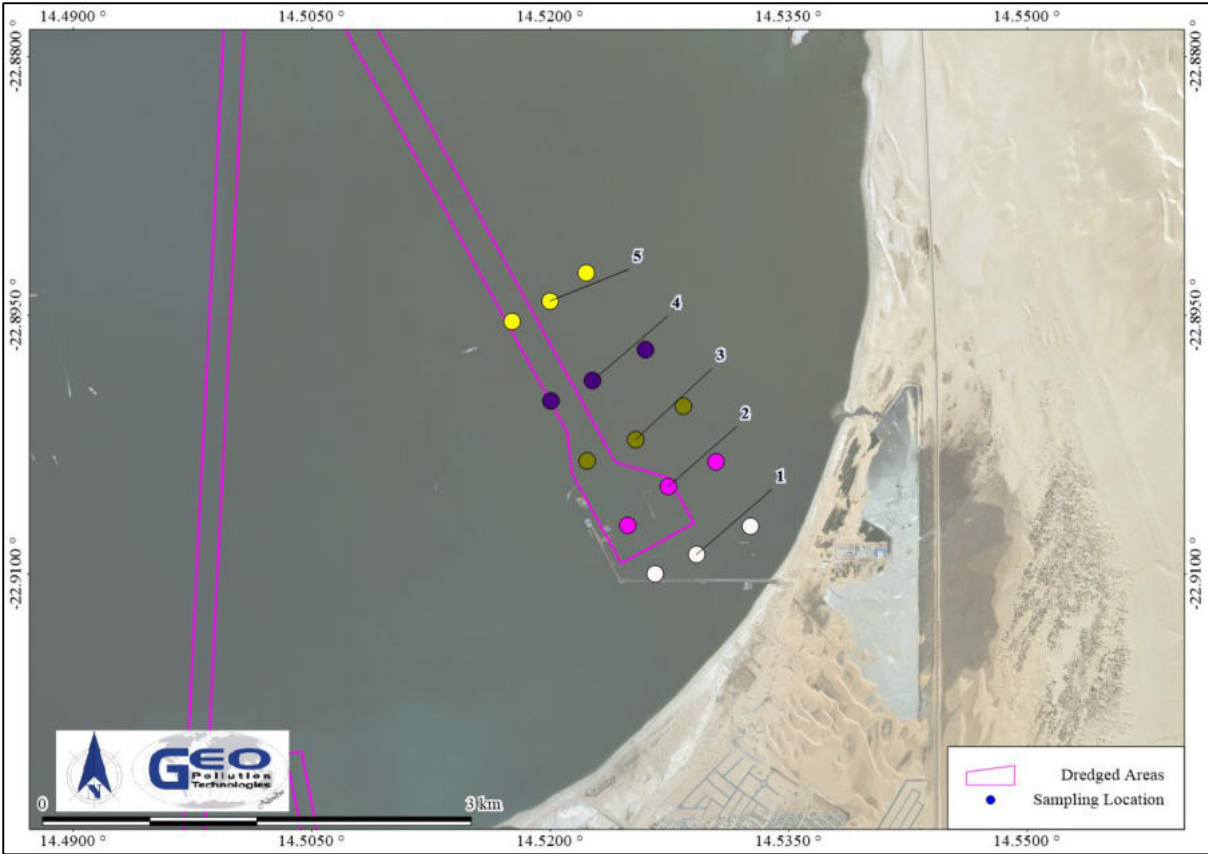 14.4900 ° 14.5050 ° 14.5200 ° 14.5350 ° 14.5500 °
-22.8800 ° -22.8800 °
5
-22.8950 ° -22.8950 °
4
3
2
1
-22.9100 ° -22.9100 °
GEO
Pollution
Technologies
Dredged Areas
Sampling Location
0 3 km
14.4900 ° 14.5050 ° 14.5200 ° 14.5350 ° 14.5500 °